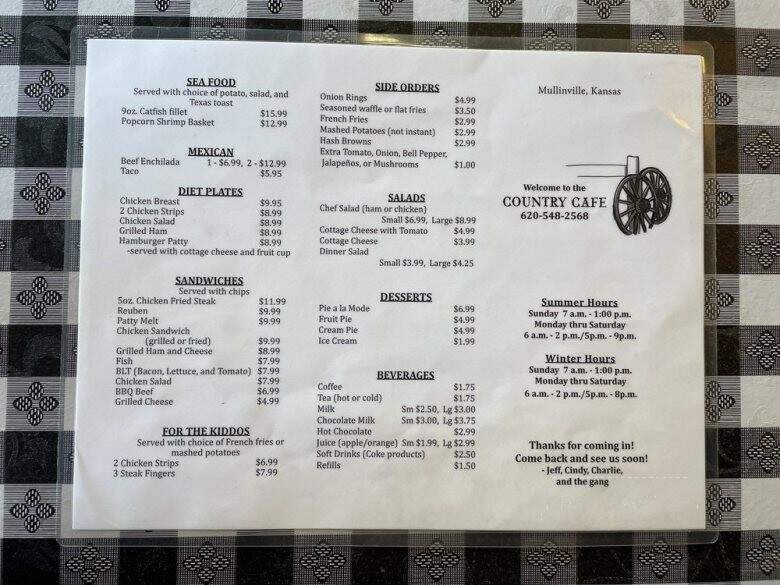 SEA FOOD
Served with choice of potato, salad, and
Texas toast
9oz. Catfish fillet $15.99
Popcorn Shrimp Basket $12.99
MEXICAN
Beef Enchilada 1 - $6.99, 2 - $12.99
Taco $5.95
DIET PLATES
Chicken Breast $9.95
2 Chicken Strips $8.99
Chicken Salad $8.99
Grilled Ham $8.99
Hamburger Patty $8.99
-served with cottage cheese and fruit cup
SANDWICHES
Served with chips
5oz. Chicken Fried Steak $11.99
Reuben $9.99
Patty Melt $9.99
Chicken Sandwich
(grilled or fried) $9.99
Grilled Ham and Cheese $8.99
Fish $7.99
BLT (Bacon, Lettuce, and Tomato) $7.99
Chicken Salad $7.99
BBQ Beef $6.99
Grilled Cheese $4.99
FOR THE KIDDOS
Served with choice of French fries or
mashed potatoes
2 Chicken Strips $6.99
3 Steak Fingers $7.99
SIDE ORDERS
Onion Rings $4.99
Seasoned waffle or flat fries $3.50
French Fries $2.99
Mashed Potatoes (not instant) $2.99
Hash Browns $2.99
Extra Tomato, Onion, Bell Pepper,
Jalapeños, or Mushrooms $1.00
SALADS
Chef Salad (ham or chicken)
Small $6.99, Large $8.99
Cottage Cheese with Tomato $4.99
Cottage Cheese $3.99
Dinner Salad
Small $3.99, Large $4.25
DESSERTS
Pie a la Mode $6.99
Fruit Pie $4.99
Cream Pie $4.99
Ice Cream $1.99
BEVERAGES
Coffee $1.75
Tea (hot or cold) $1.75
Milk Sm $2.50, Lg $3.00
Chocolate Milk Sm $3.00, Lg $3.75
Hot Chocolate $2.99
Juice (apple/orange) Sm $1.99, Lg $2.99
Soft Drinks (Coke products) $2.50
Refills $1.50
Mullinville, Kansas
Welcome to the
COUNTRY CAFE
620-548-2568
Summer Hours
Sunday 7 a.m. - 1:00 p.m.
Monday thru Saturday
6 a.m. - 2 p.m./5p.m. - 9p.m.
Winter Hours
Sunday 7 a.m. - 1:00 p.m.
Monday thru Saturday
6 a.m. - 2 p.m./5p.m. - 8p.m.
Thanks for coming in!
Come back and see us soon!
- Jeff, Cindy, Charlie,
and the gang